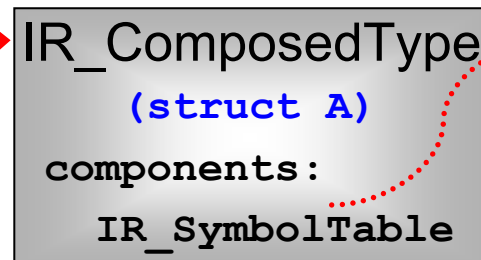 IR_ComposedType
(struct A)
components:
IR_SymbolTable